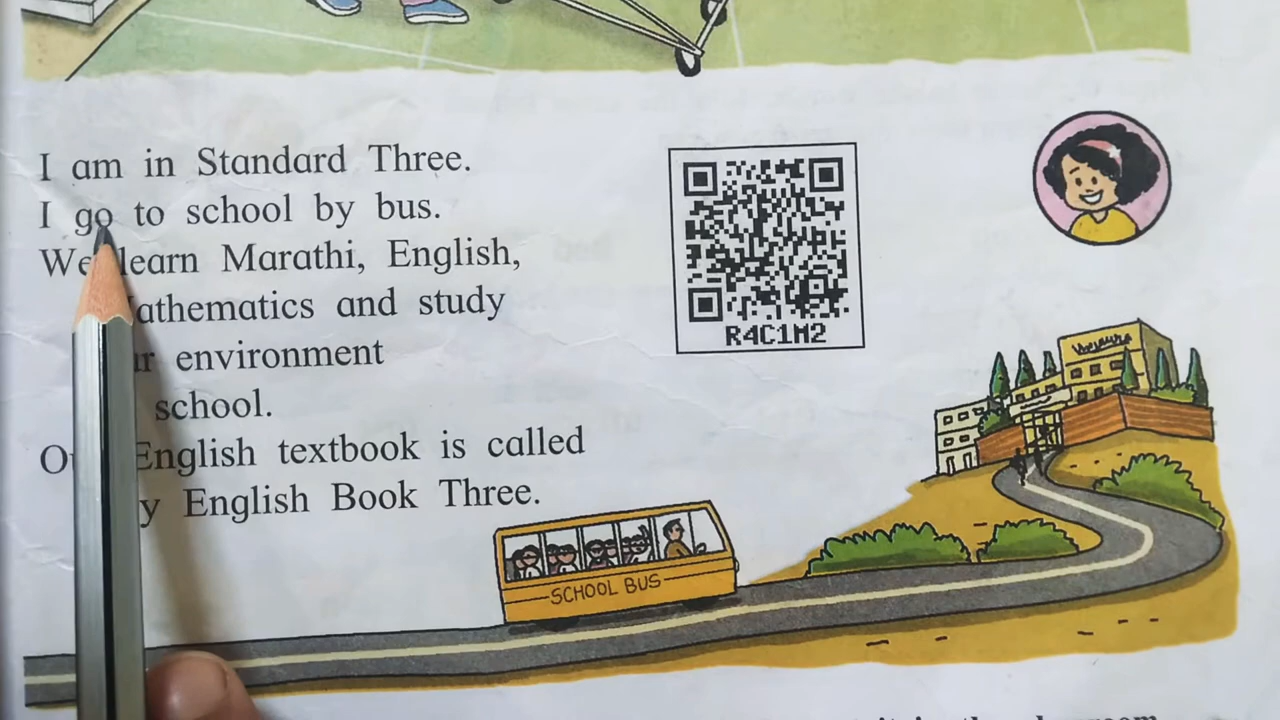 I am in Standard Three.
I go to school by bus.
We learn Marathi, English,
athematics and study
r environment
school.
English textbook is called
y English Book Three.
R4C1M2
SCHOOL BUS